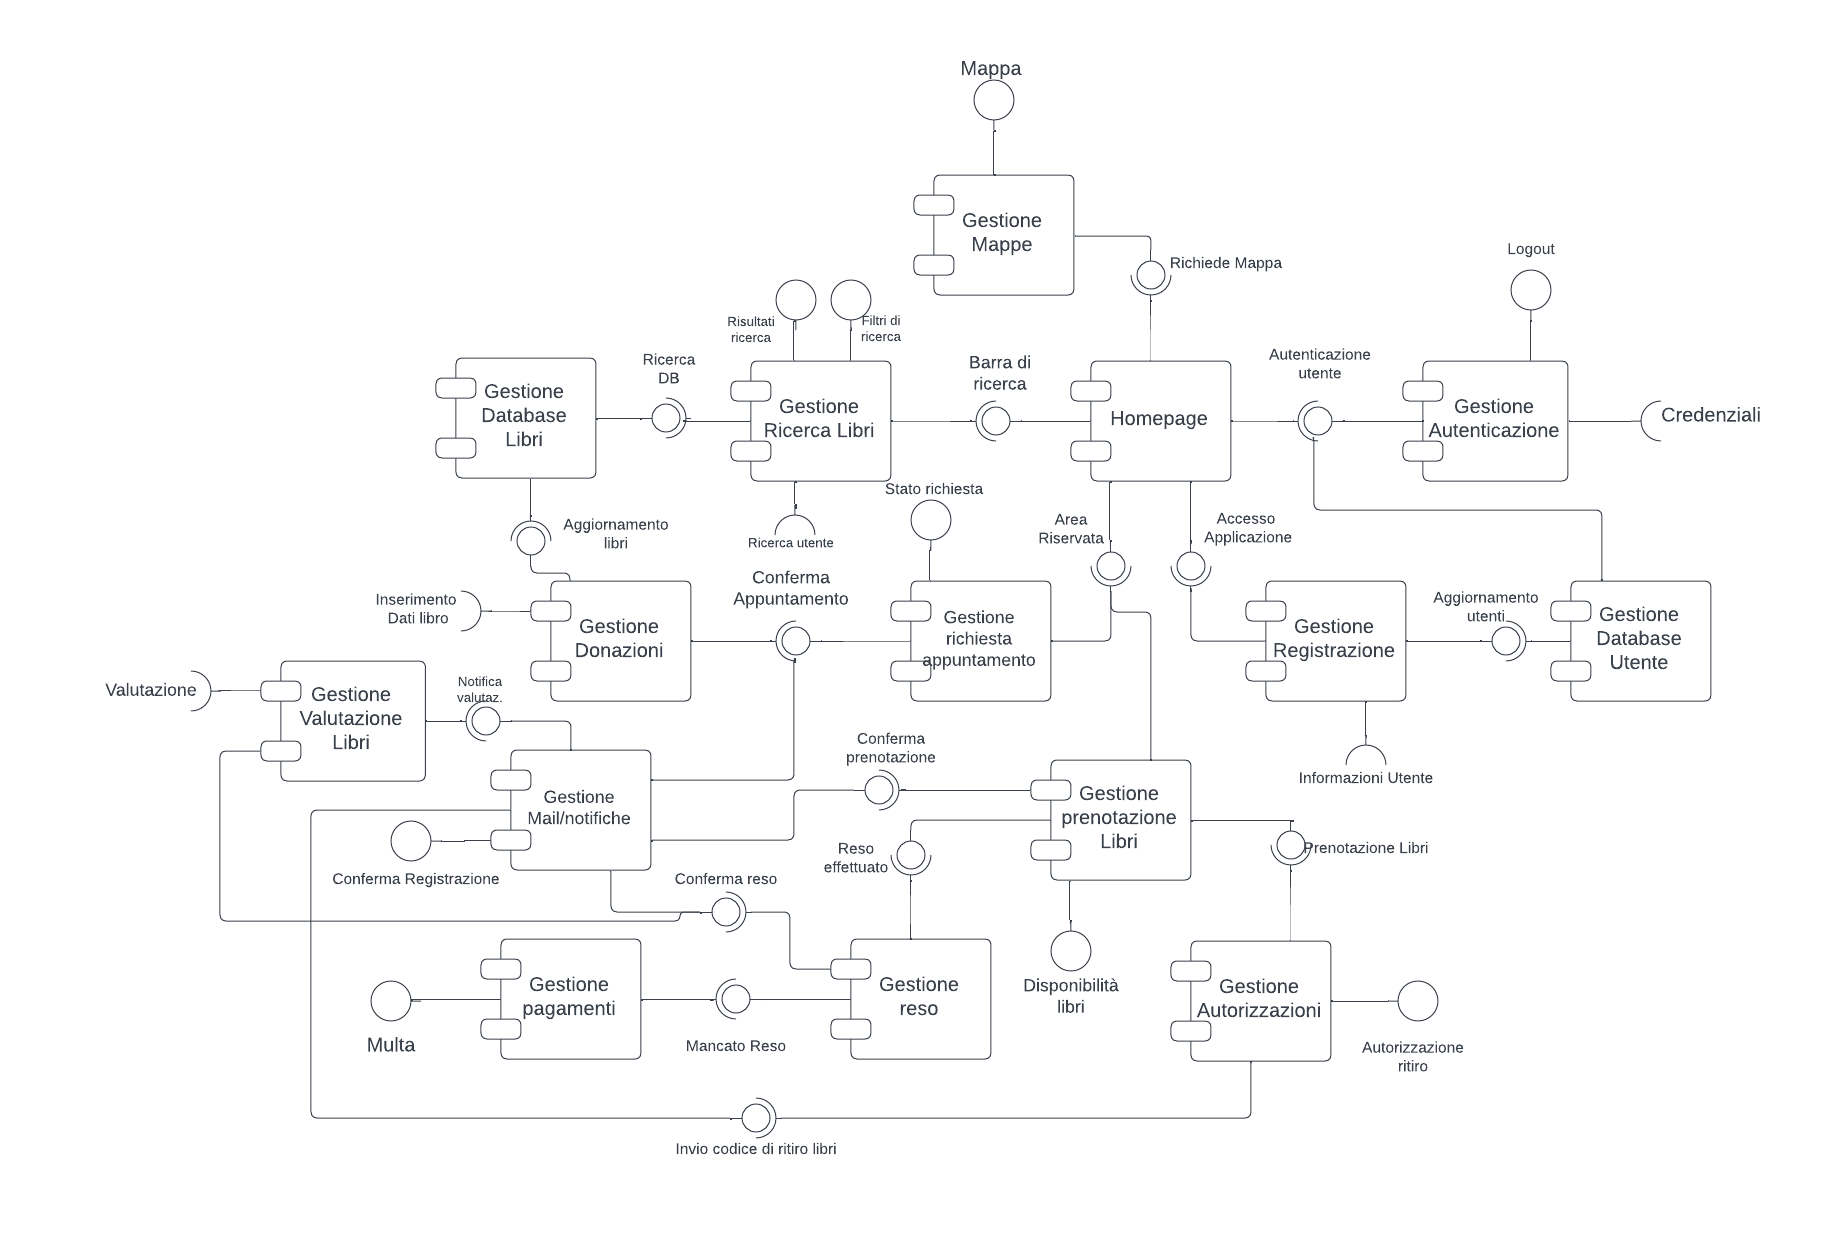 Mappa
Gestione
Mappe
Richiede Mappa
Logout
Risultati
ricerca
Filtri di
ricerca
Ricerca
DB
Barra di
ricerca
Autenticazione
utente
Gestione
Database
Libri
Gestione
Ricerca Libri
Homepage
Gestione
Autenticazione
Credenziali
Stato richiesta
Aggiornamento
libri
Ricerca utente
Area
Riservata
Accesso
Applicazione
Conferma
Appuntamento
Inserimento
Dati libro
Gestione
Donazioni
Gestione
richiesta
appuntamento
Gestione
Registrazione
Aggiornamento
utenti
Gestione
Database
Utente
Valutazione
Gestione
Valutazione
Libri
Notifica
valutaz.
Conferma
prenotazione
Informazioni Utente
Gestione
Mail/notifiche
Gestione
prenotazione
Libri
Reso
effettuato
Prenotazione Libri
Conferma Registrazione
Conferma reso
Gestione
pagamenti
Gestione
reso
Disponibilità
libri
Gestione
Autorizzazioni
Multa
Mancato Reso
Autorizzazione
ritiro
Invio codice di ritiro libri